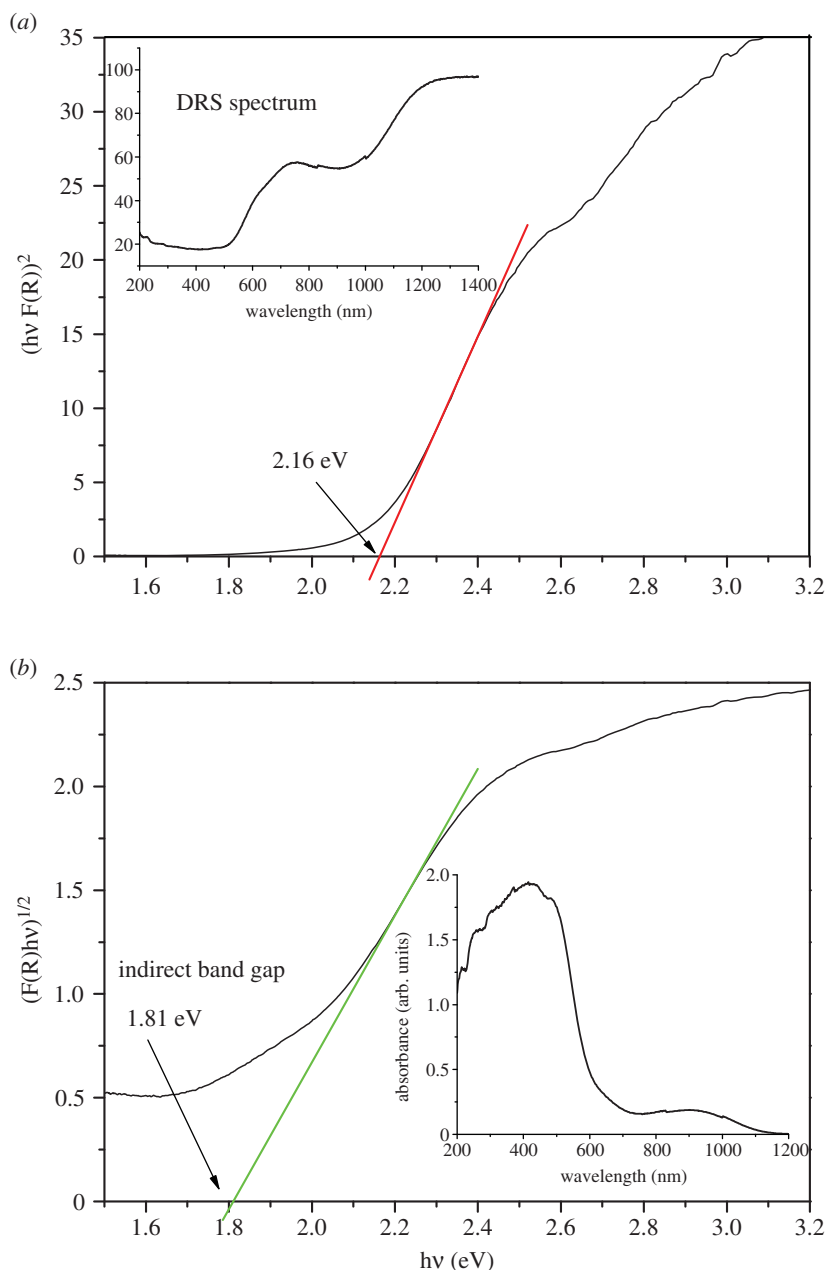 (a)
35
30
25
20
15
10
5
0
(hν F(R))²
100
80
60
40
20
DRS spectrum
200 400 600 800 1000 1200 1400
wavelength (nm)
2.16 eV
1.6 1.8 2.0 2.2 2.4 2.6 2.8 3.0 3.2
(b)
2.5
2.0
1.5
1.0
0.5
0
(F(R)hν)^1/2
indirect band gap
1.81 eV
2.0
1.5
1.0
0.5
0
absorbance (arb. units)
200 400 600 800 1000 1200
wavelength (nm)
1.6 1.8 2.0 2.2 2.4 2.6 2.8 3.0 3.2
hν (eV)